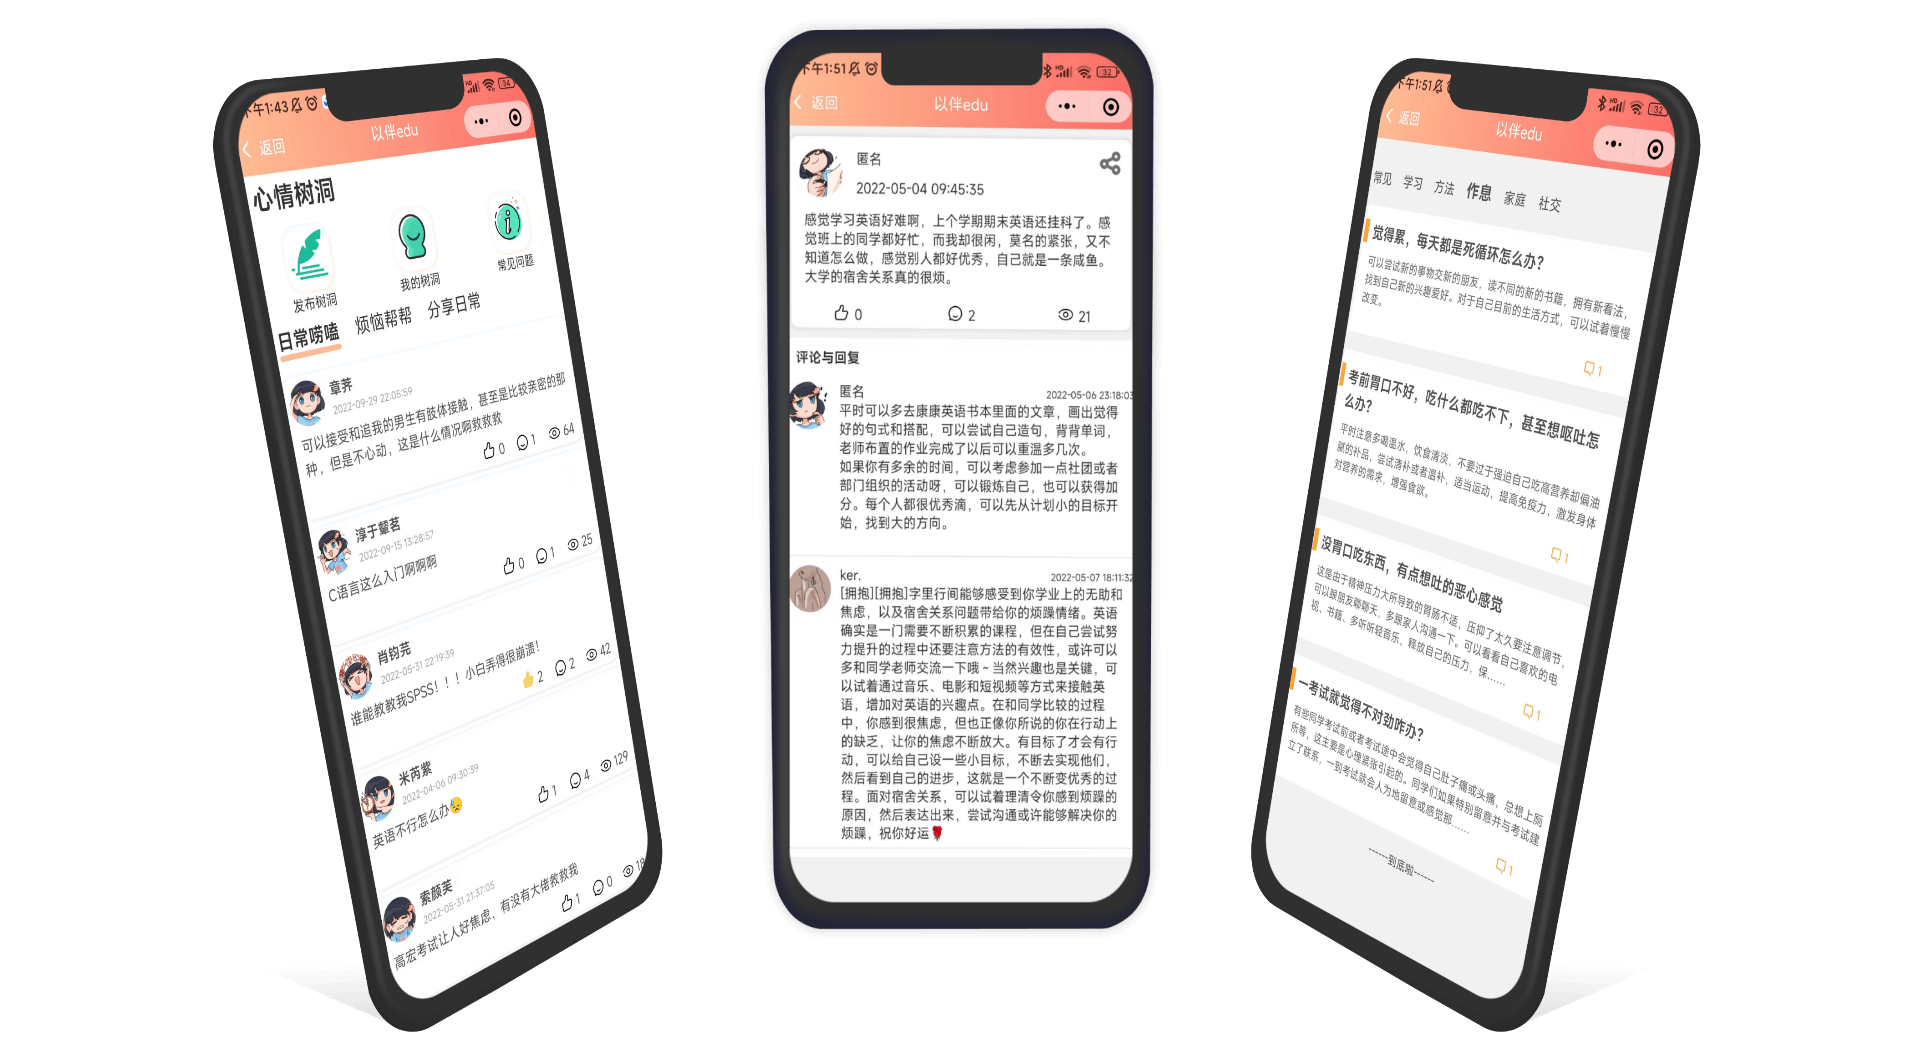 下午1:43
34
返回
以伴edu
心情树洞
发布树洞
我的树洞
常见问题
日常唠嗑
烦恼帮帮
分享日常
章荠
2022-09-29 22:05:59
可以接受和追我的男生有肢体接触，甚至是比较亲密的那
种，但是不心动，这是什么情况啊救救救
0 1 64
淳于颦茗
2022-09-15 13:28:57
C语言这么入门啊啊啊
0 1 25
肖钧芫
2022-05-31 22:19:39
谁能教教我SPSS！！！小白弄得很崩溃！
2 2 42
米芮紫
2022-04-06 09:30:39
英语不行怎么办😓
1 4 129
索颜芙
2022-05-31 21:37:05
高宏考试让人好焦虑，有没有大佬救救我
1 0 18
下午1:51
HD
32
返回
以伴edu
匿名
2022-05-04 09:45:35
感觉学习英语好难啊，上个学期期末英语还挂科了。感
觉班上的同学都好忙，而我却很闲，莫名的紧张，又不
知道怎么做，感觉别人都好优秀，自己就是一条咸鱼。
大学的宿舍关系真的很烦。
0 2 21
评论与回复
匿名
2022-05-06 23:18:03
平时可以多去康康英语书本里面的文章，画出觉得
好的句式和搭配，可以尝试自己造句，背背单词，
老师布置的作业完成了以后可以重温多几次。
如果你有多余的时间，可以考虑参加一点社团或者
部门组织的活动呀，可以锻炼自己，也可以获得加
分。每个人都很优秀滴，可以先从计划小的目标开
始，找到大的方向。
ker.
2022-05-07 18:11:32
[拥抱][拥抱]字里行间能够感受到你学业上的无助和
焦虑，以及宿舍关系问题带给你的烦躁情绪。英语
确实是一门需要不断积累的课程，但在自己尝试努
力提升的过程中还要注意方法的有效性，或许可以
多和同学老师交流一下哦～当然兴趣也是关键，可
以试着通过音乐、电影和短视频等方式来接触英
语，增加对英语的兴趣点。在和同学比较的过程
中，你感到很焦虑，但也正像你所说的你在行动上
的缺乏，让你的焦虑不断放大。有目标了才会有行
动，可以给自己设一些小目标，不断去实现他们，
然后看到自己的进步，这就是一个不断变优秀的过
程。面对宿舍关系，可以试着理清令你感到烦躁的
原因，然后表达出来，尝试沟通或许能够解决你的
烦躁，祝你好运🌹
下午1:51
HD
32
返回
以伴edu
常见 学习 方法 作息 家庭 社交
觉得累，每天都是死循环怎么办？
可以尝试新的事物交新的朋友，读不同的新的书籍，拥有新看法，
找到自己新的兴趣爱好。对于自己目前的生活方式，可以试着慢慢
改变。
1
考前胃口不好，吃什么都吃不下，甚至想呕吐怎
么办？
平时注意多喝温水，饮食清淡，不要过于强迫自己吃高营养却偏油
腻的补品，尝试清补或者温补，适当运动，提高免疫力，激发身体
对营养的需求，增强食欲。
1
没胃口吃东西，有点想吐的恶心感觉
这是由于精神压力大所导致的胃肠不适，压抑了太久要注意调节，
可以跟朋友聊聊天，多跟家人沟通一下。可以看看自己喜欢的电
视、书籍、多听听轻音乐，释放自己的压力，保......
1
一考试就觉得不对劲咋办？
有些同学考试前或者考试途中会觉得自己肚子痛或头痛，总想上厕
所等，这主要是心理紧张引起的。同学们如果特别留意并与考试建
立了联系，一到考试就会人为地留意或感觉那......
1
------到底啦------